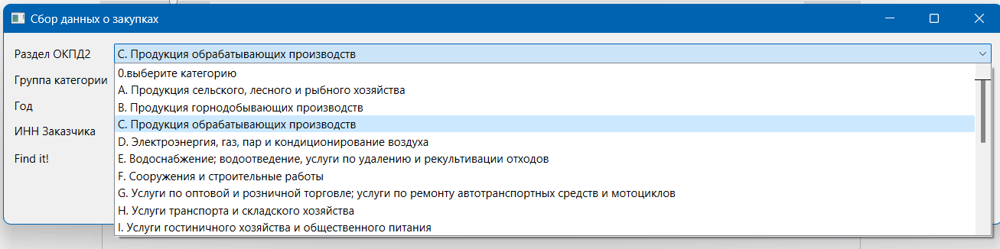 Сбор данных о закупках
Раздел ОКПД2
C. Продукция обрабатывающих производств
Группа категории
Год
ИНН Заказчика
Find it!
0.выберите категорию
A. Продукция сельского, лесного и рыбного хозяйства
B. Продукция горнодобывающих производств
C. Продукция обрабатывающих производств
D. Электроэнергия, газ, пар и кондиционирование воздуха
E. Водоснабжение; водоотведение, услуги по удалению и рекультивации отходов
F. Сооружения и строительные работы
G. Услуги по оптовой и розничной торговле; услуги по ремонту автотранспортных средств и мотоциклов
H. Услуги транспорта и складского хозяйства
I. Услуги гостиничного хозяйства и общественного питания